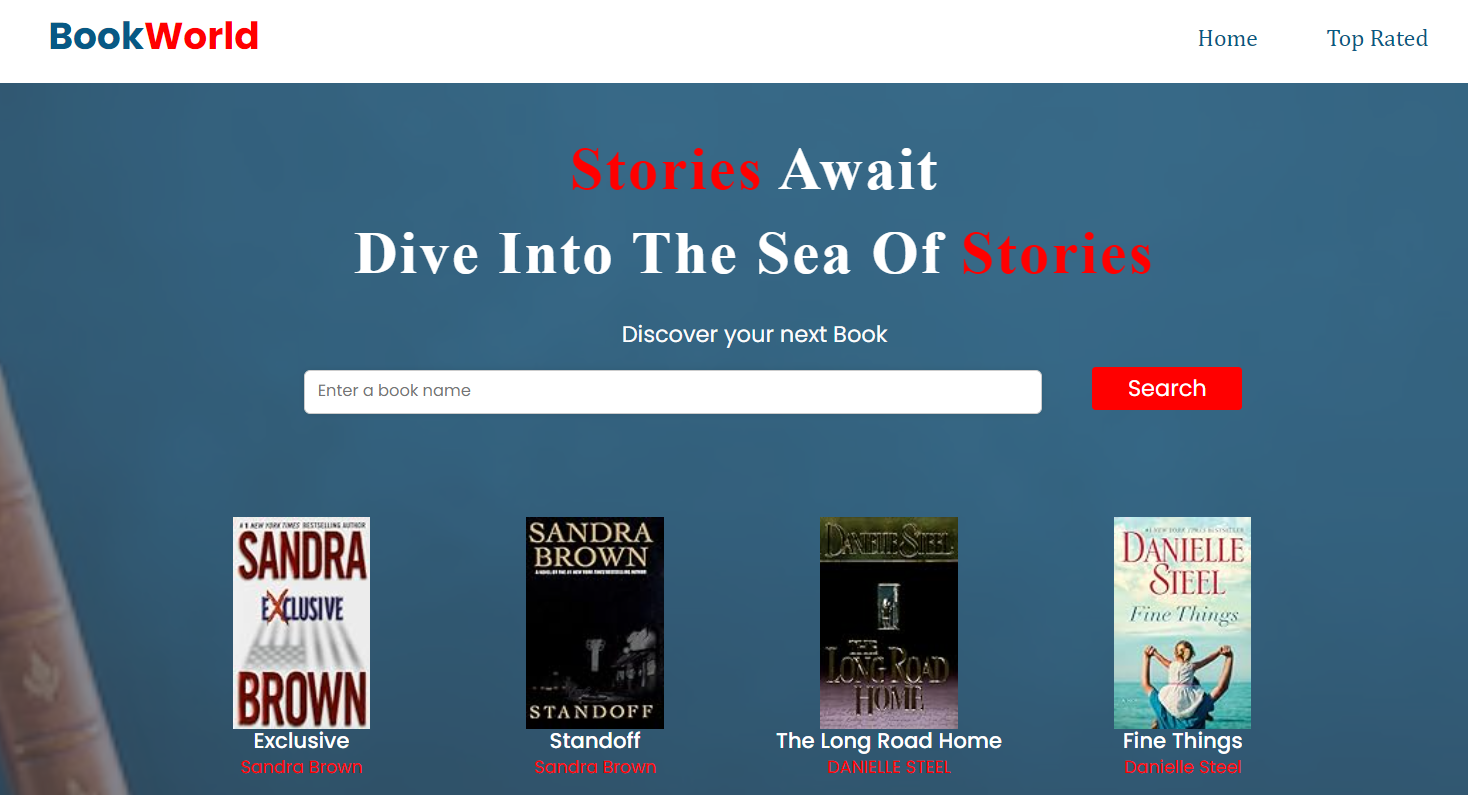 BookWorld
Home
Top Rated
Stories Await
Dive Into The Sea Of Stories
Discover your next Book
Enter a book name
Search
#1 NEW YORK TIMES BESTSELLING AUTHOR
SANDRA
EXCLUSIVE
BROWN
SANDRA
BROWN
A NOVEL BY THE #1 NEW YORK TIMES BESTSELLING AUTHOR
STANDOFF
DANIELLE STEEL
THE
LONG ROAD
HOME
#1 NEW YORK TIMES BESTSELLER
DANIELLE
STEEL
Fine Things
Exclusive
Sandra Brown
Standoff
Sandra Brown
The Long Road Home
DANIELLE STEEL
Fine Things
Danielle Steel